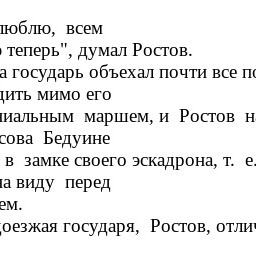 люблю, всем
о теперь", думал Ростов.
а государь объехал почти все по
дить мимо его
ниальным маршем, и Ростов н
сова Бедуине
в замке своего эскадрона, т. е.
на виду перед
ем.
доезжая государя, Ростов, отлич